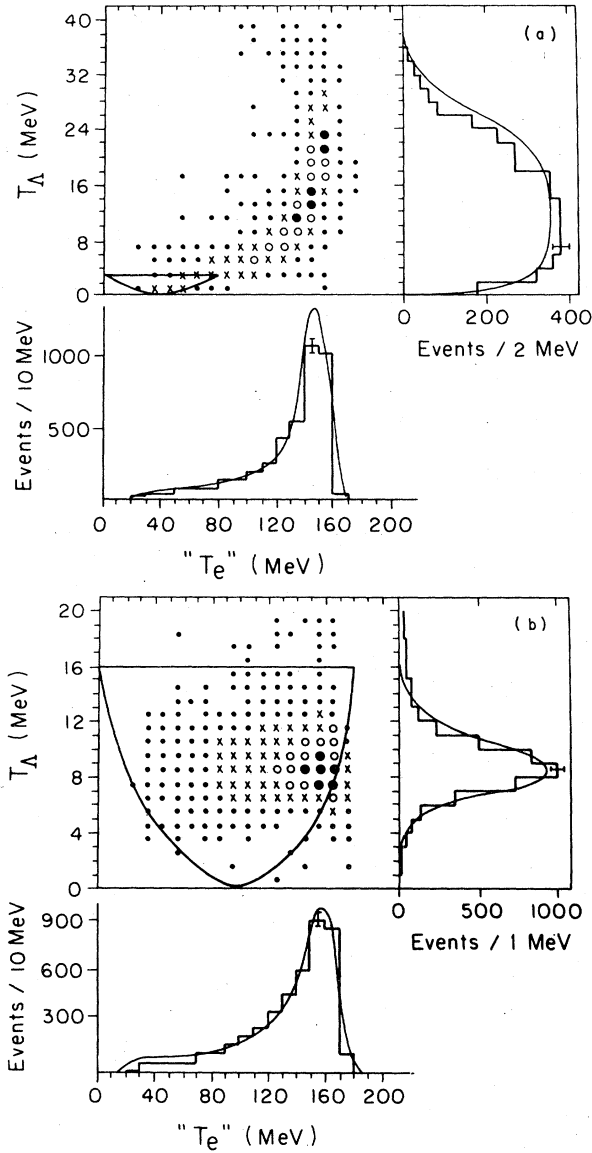 40
32
24
16
8
0
T_Λ (MeV)
(a)
0 200 400
Events / 2 MeV
1000
500
Events / 10 MeV
0 40 80 120 160 200
"Te" (MeV)
20
16
12
8
4
0
T_Λ (MeV)
(b)
0 500 1000
Events / 1 MeV
900
600
300
Events / 10 MeV
0 40 80 120 160 200
"Te" (MeV)